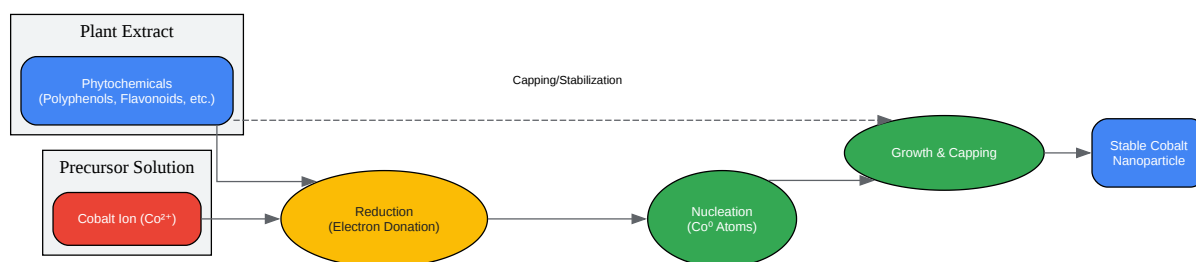 Plant Extract
Phytochemicals
(Polyphenols, Flavonoids, etc.)
Capping/Stabilization
Precursor Solution
Cobalt Ion (Co²⁺)
Reduction
(Electron Donation)
Nucleation
(Co⁰ Atoms)
Growth & Capping
Stable Cobalt
Nanoparticle